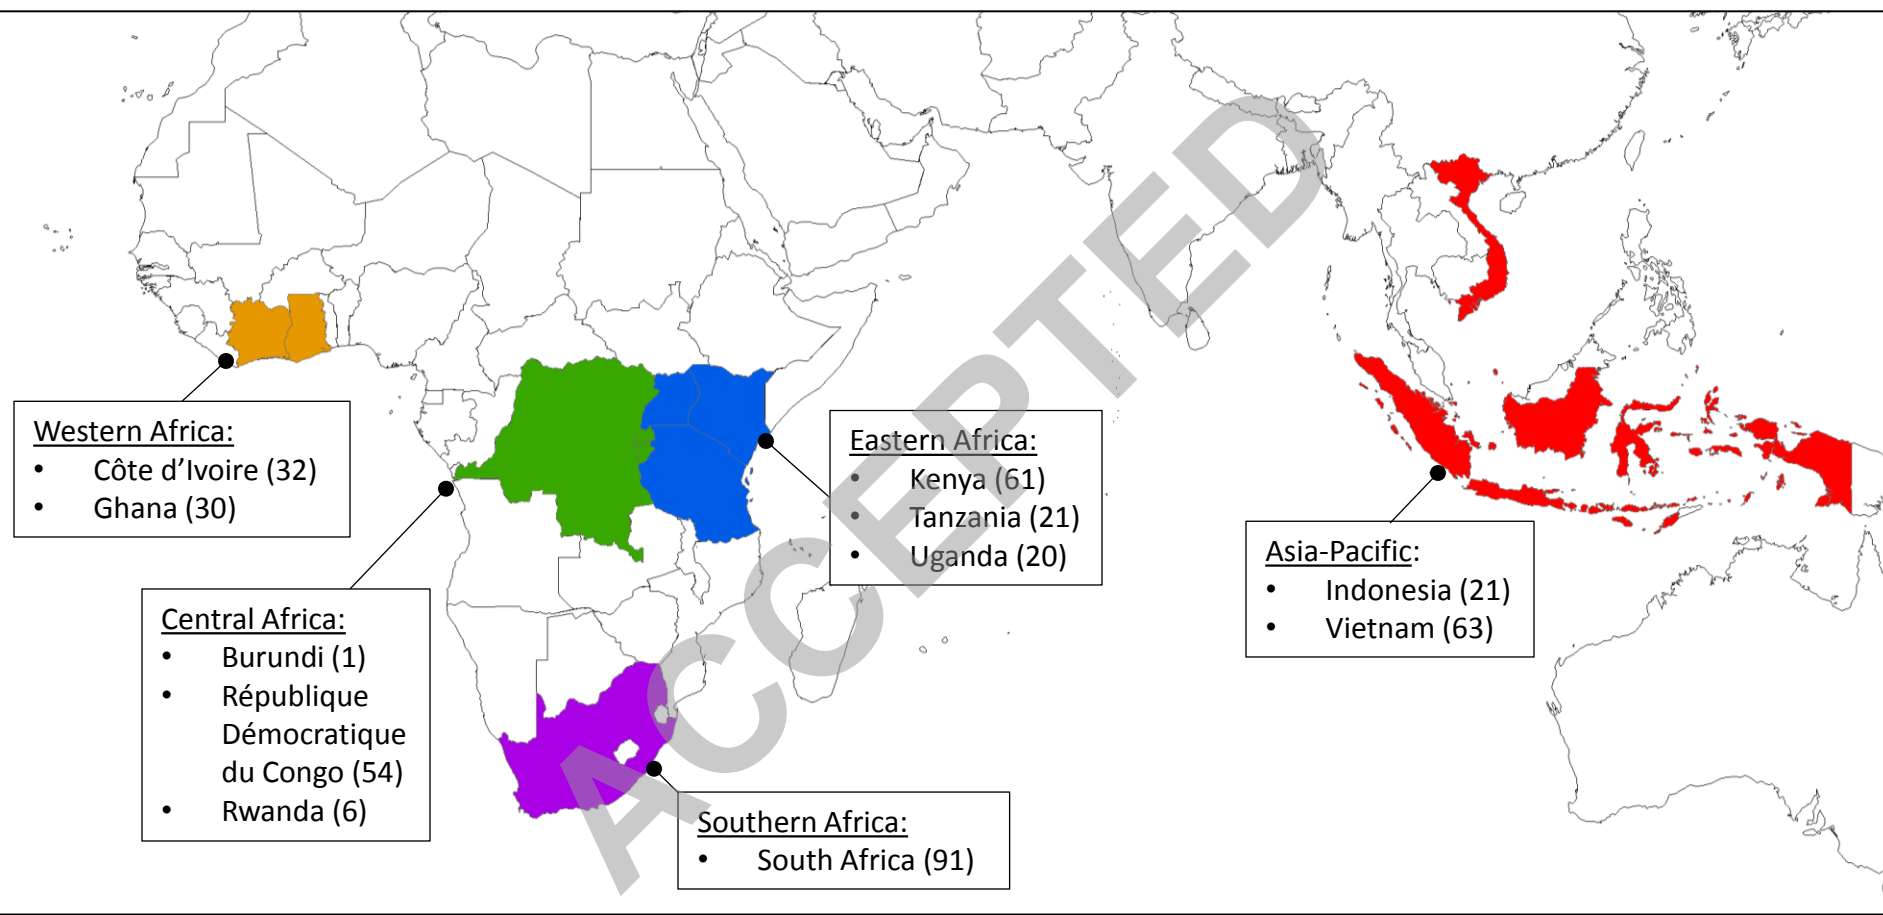 Western Africa:
• Côte d’Ivoire (32)
• Ghana (30)
Central Africa:
• Burundi (1)
• République
Démocratique
du Congo (54)
• Rwanda (6)
Eastern Africa:
• Kenya (61)
• Tanzania (21)
• Uganda (20)
Southern Africa:
• South Africa (91)
Asia-Pacific:
• Indonesia (21)
• Vietnam (63)
ACCEPTED